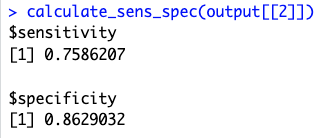 > calculate_sens_spec(output[[2]])
$sensitivity
[1] 0.7586207
$specificity
[1] 0.8629032